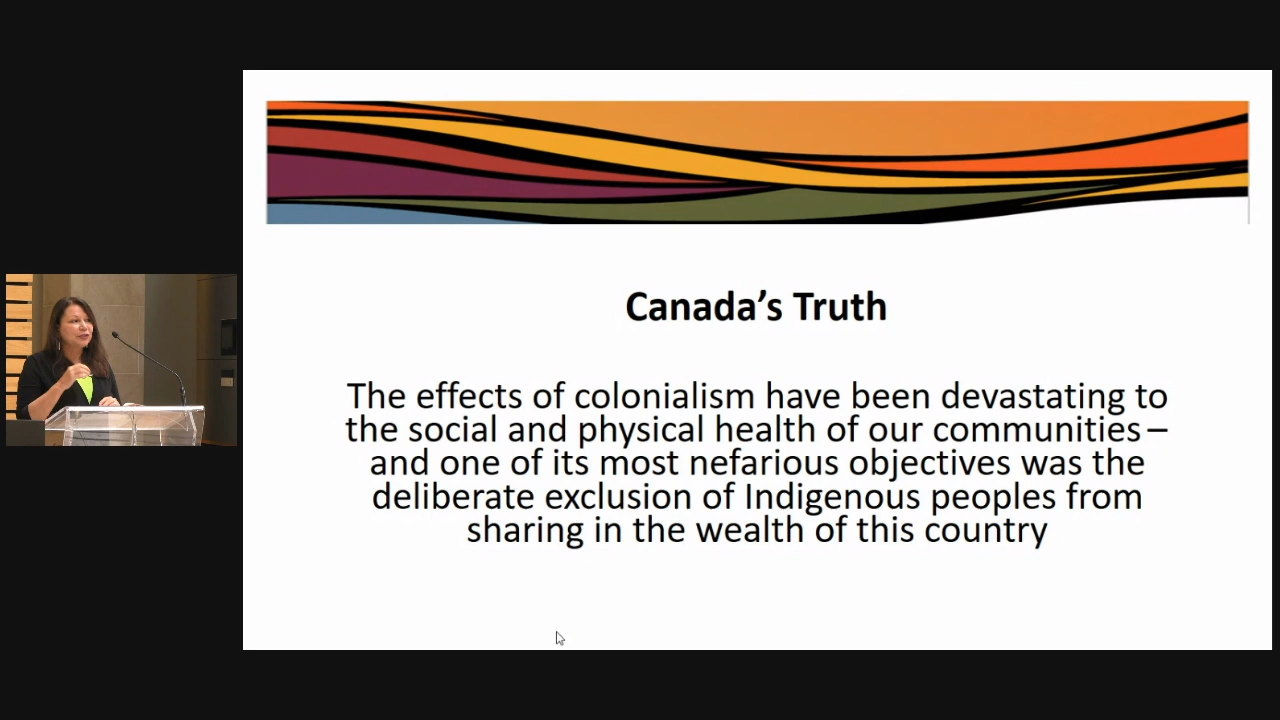 Canada’s Truth
The effects of colonialism have been devastating to
the social and physical health of our communities –
and one of its most nefarious objectives was the
deliberate exclusion of Indigenous peoples from
sharing in the wealth of this country